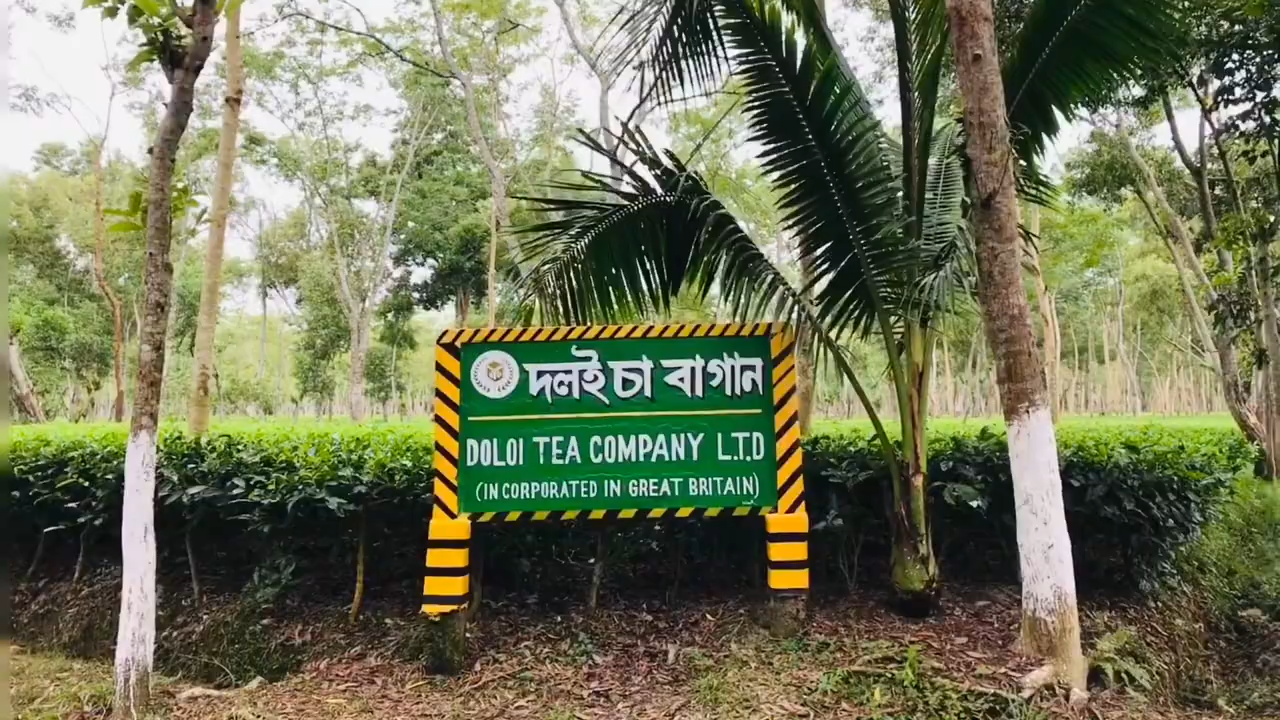 দলই চা বাগান
DOLOI TEA COMPANY L.T.D
(IN CORPORATED IN GREAT BRITAIN)